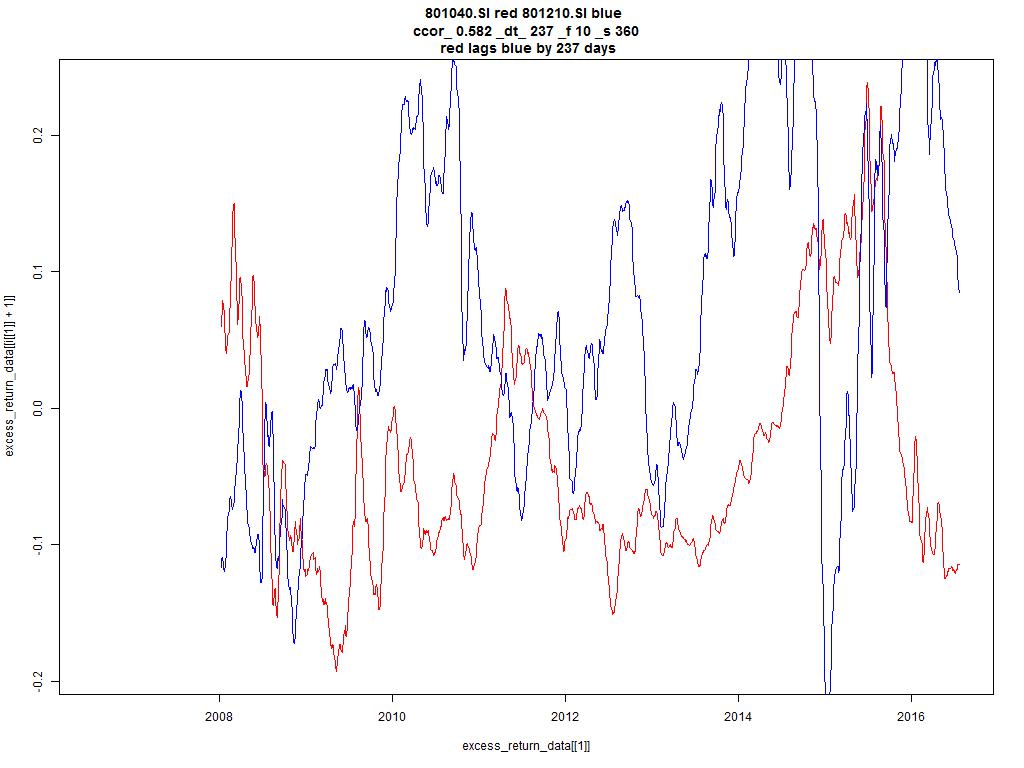 801040.SI red 801210.SI blue
ccor_ 0.582 _dt_ 237 _f 10 _s 360
red lags blue by 237 days
excess_return_data[[i[[1]] + 1]]
0.2
0.1
0.0
-0.1
-0.2
2008
2010
2012
2014
2016
excess_return_data[[1]]